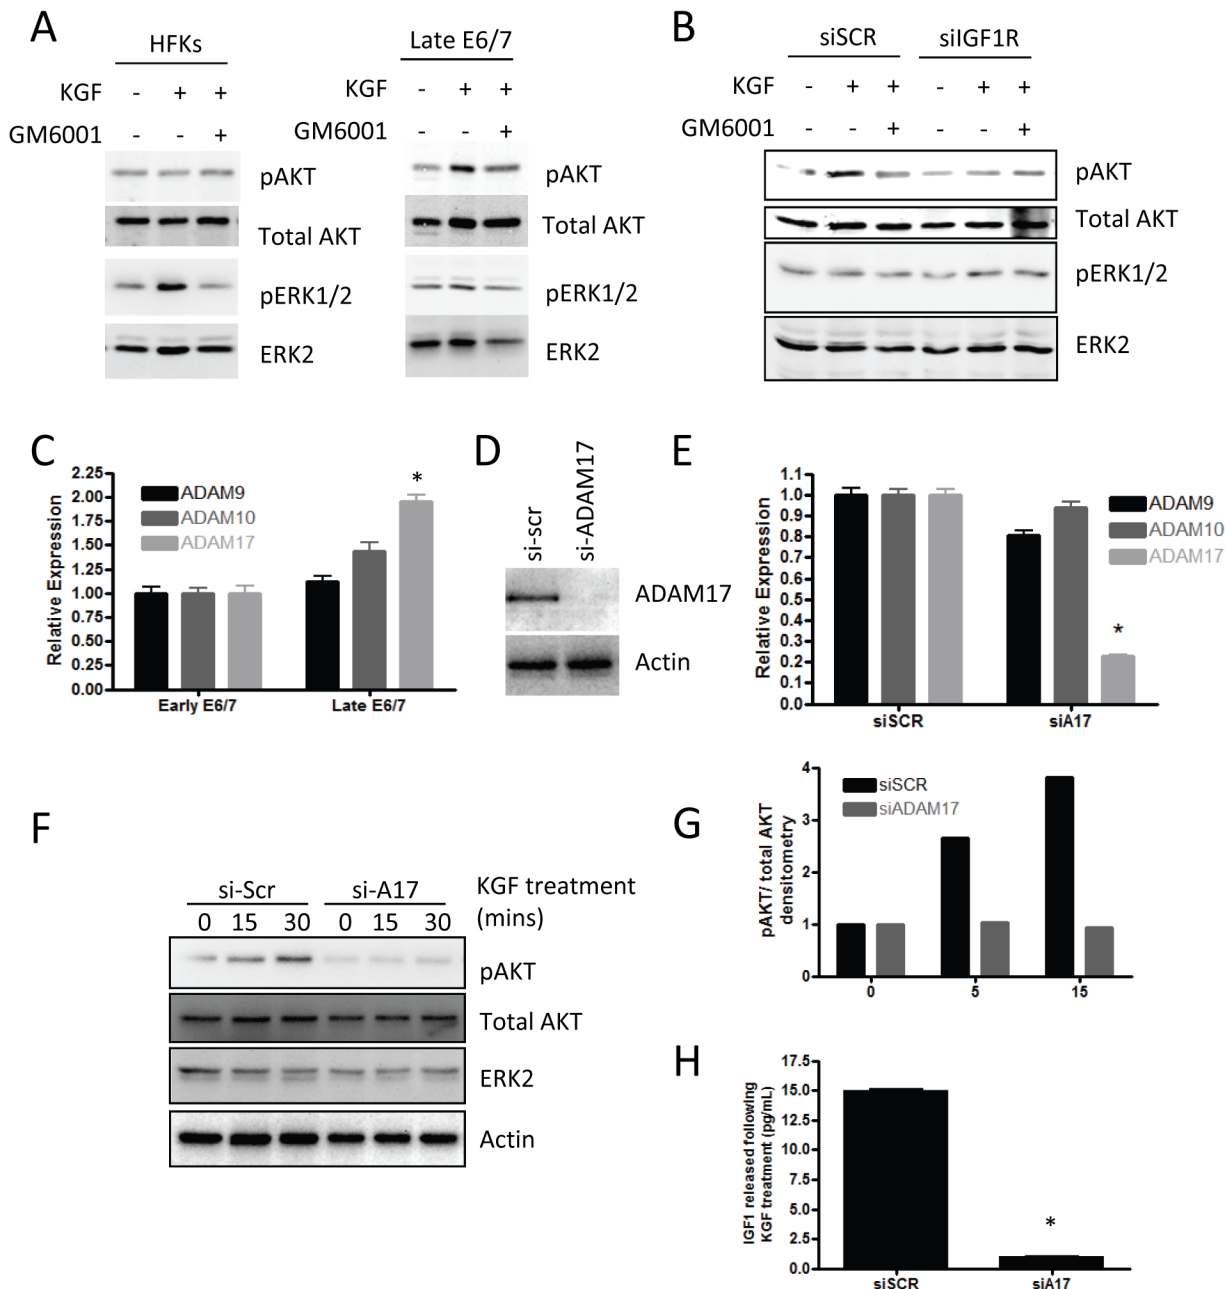 A
HFKs
KGF - + +
GM6001 - - +
pAKT
Total AKT
pERK1/2
ERK2
Late E6/7
KGF - + +
GM6001 - - +
pAKT
Total AKT
pERK1/2
ERK2
B
siSCR siIGF1R
KGF - + + - + +
GM6001 - - + - - +
pAKT
Total AKT
pERK1/2
ERK2
C
Relative Expression
2.25
2.00
1.75
1.50
1.25
1.00
0.75
0.50
0.25
0.00
ADAM9
ADAM10
ADAM17
*
Early E6/7 Late E6/7
D
si-scr
si-ADAM17
ADAM17
Actin
E
Relative Expression
1.1
1.0
0.9
0.8
0.7
0.6
0.5
0.4
0.3
0.2
0.1
0.0
ADAM9
ADAM10
ADAM17
*
siSCR siA17
F
si-Scr si-A17 KGF treatment
0 15 30 0 15 30 (mins)
pAKT
Total AKT
ERK2
Actin
G
pAKT/ total AKT
densitometry
4
3
2
1
0
siSCR
siADAM17
0 5 15
H
IGF1 released following
KGF treatment (pg/mL)
17.5
15.0
12.5
10.0
7.5
5.0
2.5
0.0
*
siSCR siA17